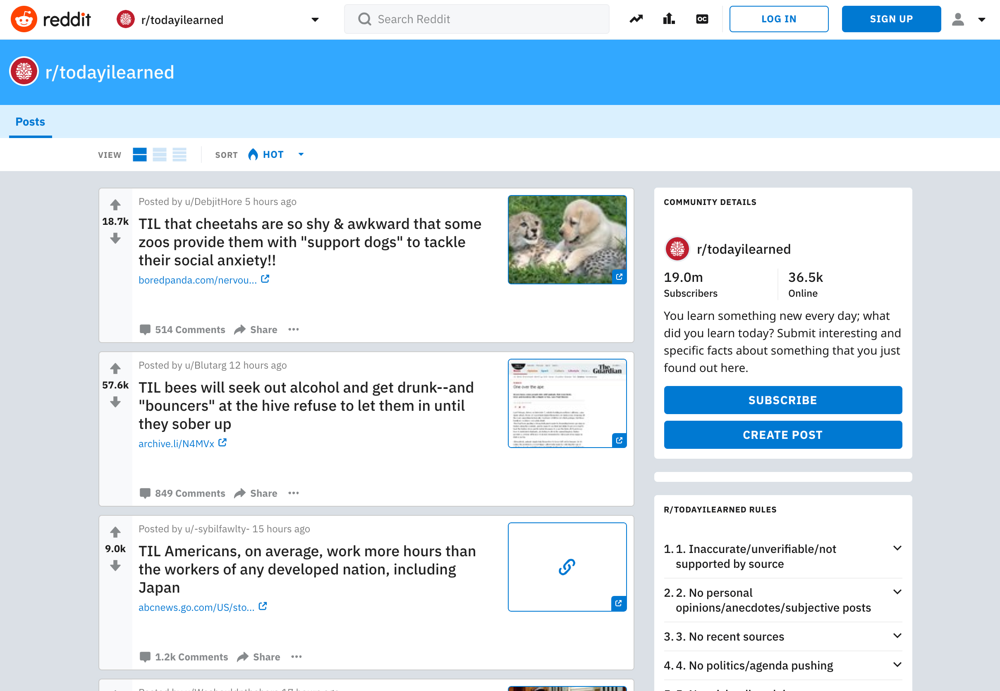 reddit
r/todayilearned
Search Reddit
OC
LOG IN
SIGN UP
r/todayilearned
Posts
VIEW
SORT
HOT
Posted by u/DebjitHore 5 hours ago
18.7k
TIL that cheetahs are so shy & awkward that some
zoos provide them with "support dogs" to tackle
their social anxiety!!
boredpanda.com/nervou...
514 Comments
Share
Posted by u/Blutarg 12 hours ago
57.6k
TIL bees will seek out alcohol and get drunk--and
"bouncers" at the hive refuse to let them in until
they sober up
archive.li/N4MVx
The
Guardian
Opinion
Sport
Culture
Lifestyle
One over the ape
849 Comments
Share
Posted by u/-sybilfawlty- 15 hours ago
9.0k
TIL Americans, on average, work more hours than
the workers of any developed nation, including
Japan
abcnews.go.com/US/sto...
1.2k Comments
Share
COMMUNITY DETAILS
r/todayilearned
19.0m
36.5k
Subscribers
Online
You learn something new every day; what
did you learn today? Submit interesting and
specific facts about something that you just
found out here.
SUBSCRIBE
CREATE POST
R/TODAYILEARNED RULES
1. 1. Inaccurate/unverifiable/not
supported by source
2. 2. No personal
opinions/anecdotes/subjective posts
3. 3. No recent sources
4. 4. No politics/agenda pushing